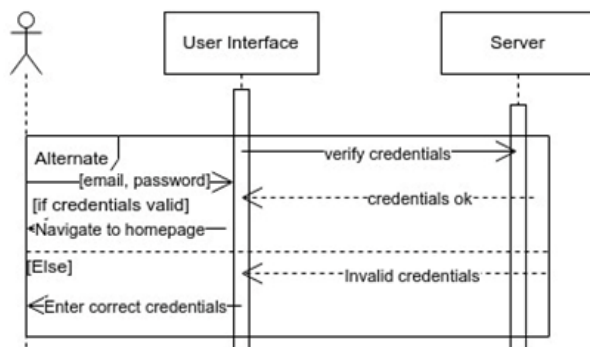 User Interface
Server
Alternate
verify credentials
[email, password]
[if credentials valid]
credentials ok
Navigate to homepage
[Else]
Invalid credentials
Enter correct credentials